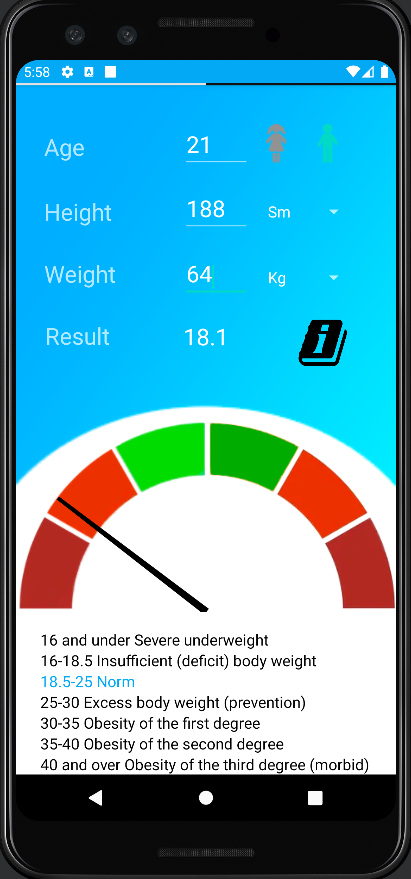 5:58
Age 21
Height 188 Sm
Weight 64 Kg
Result 18.1
16 and under Severe underweight
16-18.5 Insufficient (deficit) body weight
18.5-25 Norm
25-30 Excess body weight (prevention)
30-35 Obesity of the first degree
35-40 Obesity of the second degree
40 and over Obesity of the third degree (morbid)